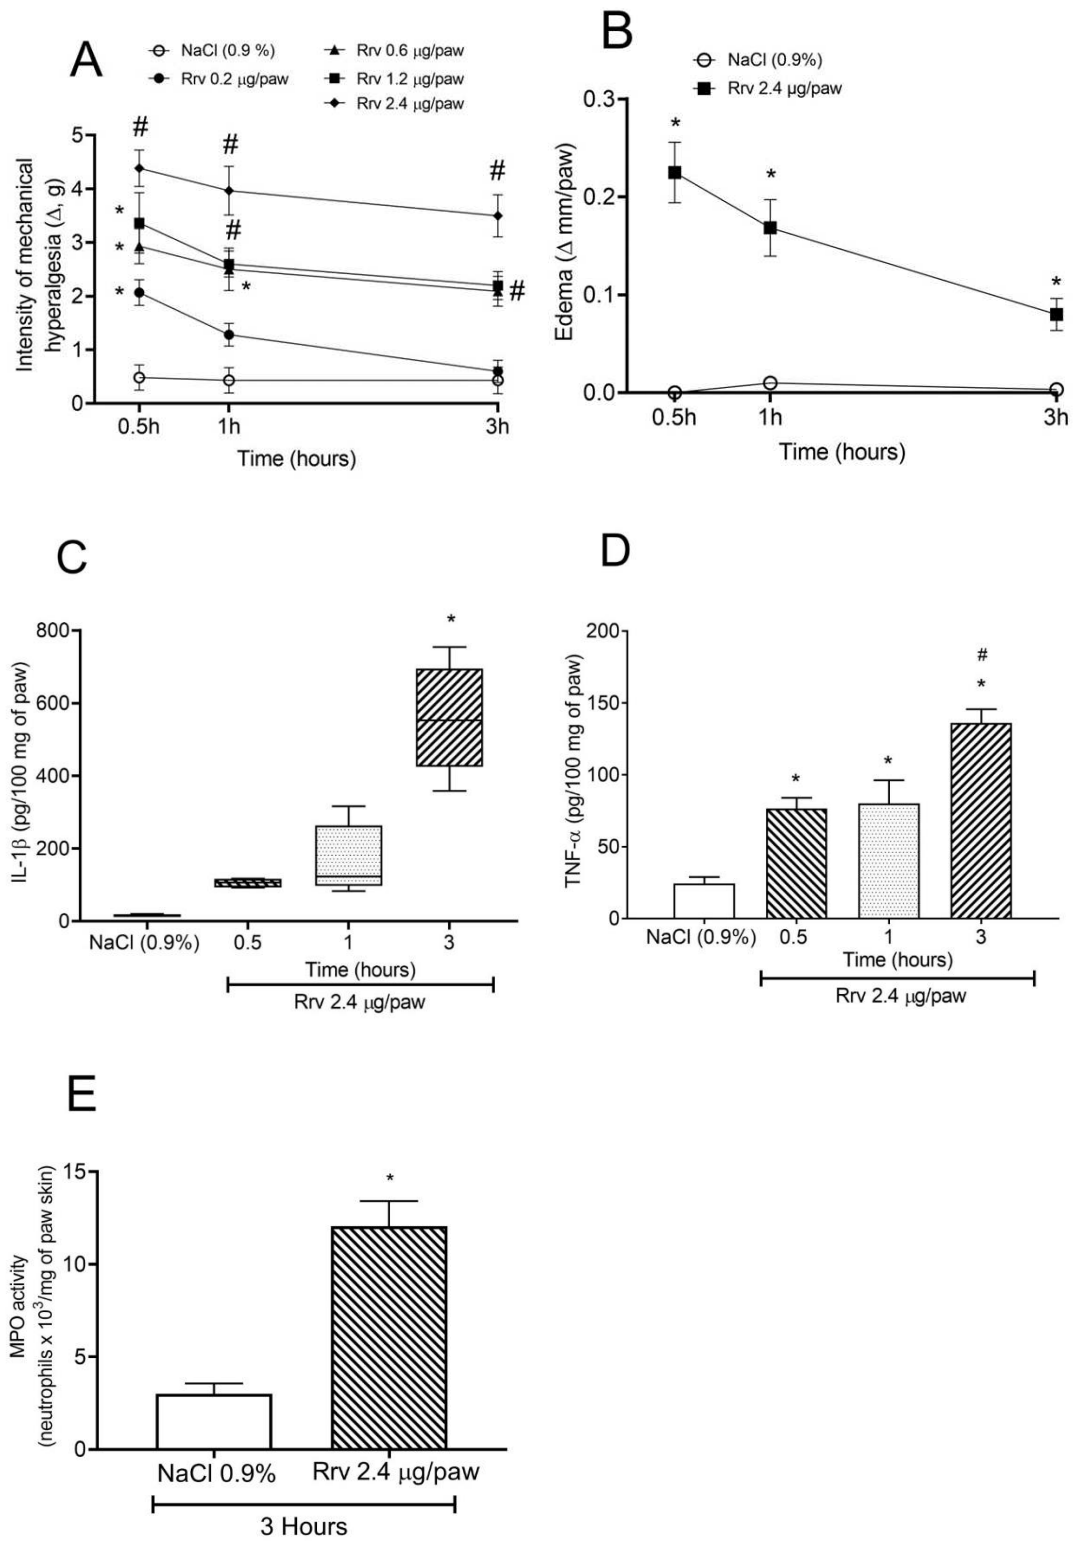 A
NaCl (0.9 %)
Rrv 0.2 µg/paw
Rrv 0.6 µg/paw
Rrv 1.2 µg/paw
Rrv 2.4 µg/paw
Intensity of mechanical
hyperalgesia (Δ, g)
5
4
3
2
1
0
#
#
#
*
*
*
#
*
#
0.5h
1h
3h
Time (hours)
B
NaCl (0.9%)
Rrv 2.4 µg/paw
Edema (Δ mm/paw)
0.3
0.2
0.1
0.0
*
*
*
0.5h
1h
3h
Time (hours)
C
IL-1β (pg/100 mg of paw)
800
600
400
200
0
*
NaCl (0.9%)
0.5
1
3
Time (hours)
Rrv 2.4 µg/paw
D
TNF-α (pg/100 mg of paw)
200
150
100
50
0
*
*
#
*
NaCl (0.9%)
0.5
1
3
Time (hours)
Rrv 2.4 µg/paw
E
MPO activity
(neutrophils x 10³/mg of paw skin)
15
10
5
0
*
NaCl 0.9%
Rrv 2.4 µg/paw
3 Hours